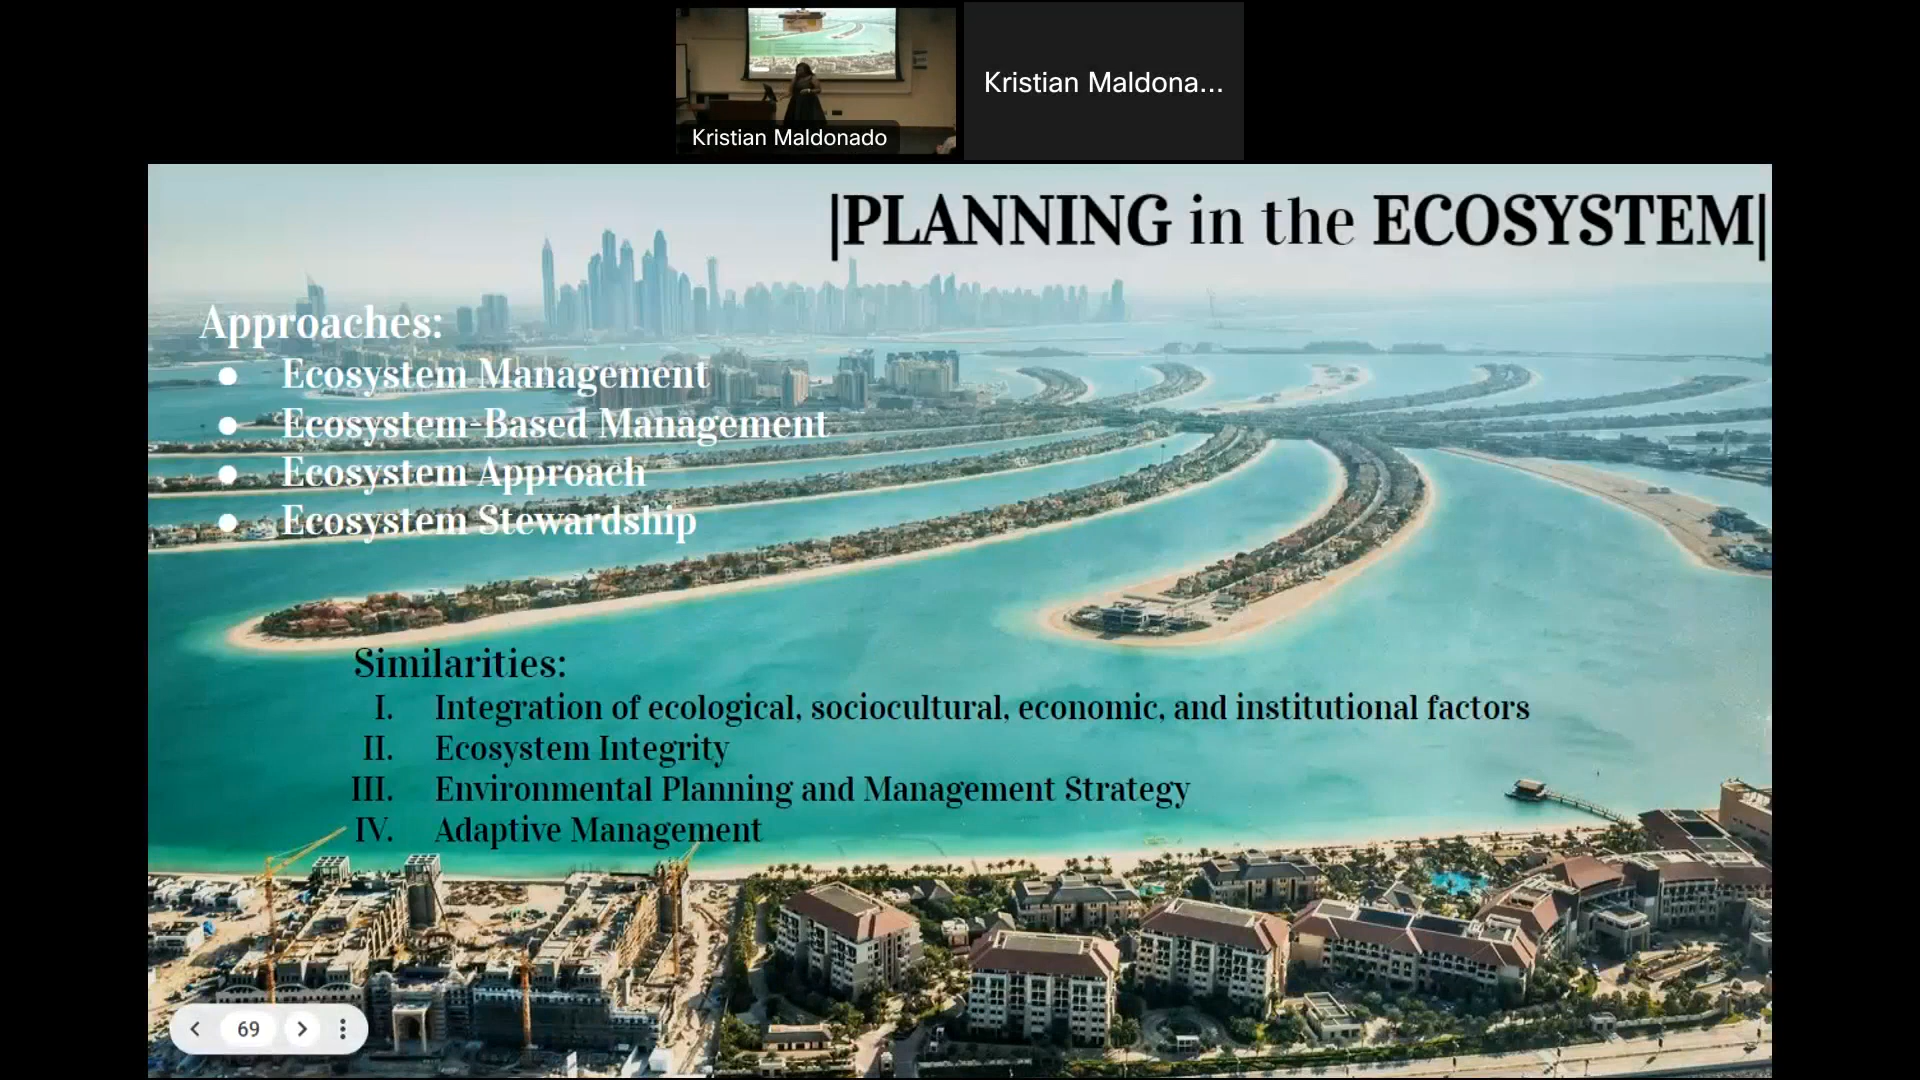 Kristian Maldonado
Kristian Maldona...
|PLANNING in the ECOSYSTEM|
Approaches:
● Ecosystem Management
● Ecosystem-Based Management
● Ecosystem Approach
● Ecosystem Stewardship
Similarities:
I. Integration of ecological, sociocultural, economic, and institutional factors
II. Ecosystem Integrity
III. Environmental Planning and Management Strategy
IV. Adaptive Management
69